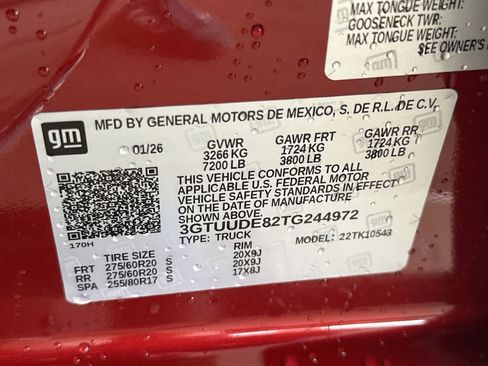 MAX TONGUE WEIGHT:
GOOSENECK TWR:
MAX TONGUE WEIGHT:
SEE OWNER'S
gm
MFD BY GENERAL MOTORS DE MEXICO, S. DE R.L. DE C.V.
01/26 GVWR GAWR FRT GAWR RR
3266 KG 1724 KG 1724 KG
7200 LB 3800 LB 3800 LB
THIS VEHICLE CONFORMS TO ALL
APPLICABLE U.S. FEDERAL MOTOR
VEHICLE SAFETY STANDARDS IN EFFECT
ON THE DATE OF MANUFACTURE SHOWN
ABOVE.
3GTUUDE82TG244972
170H TYPE: TRUCK MODEL: 22TK10543
TIRE SIZE RIM
FRT 275/60R20 S 20X9J
RR 275/60R20 S 20X9J
SPA 255/80R17 S 17X8J